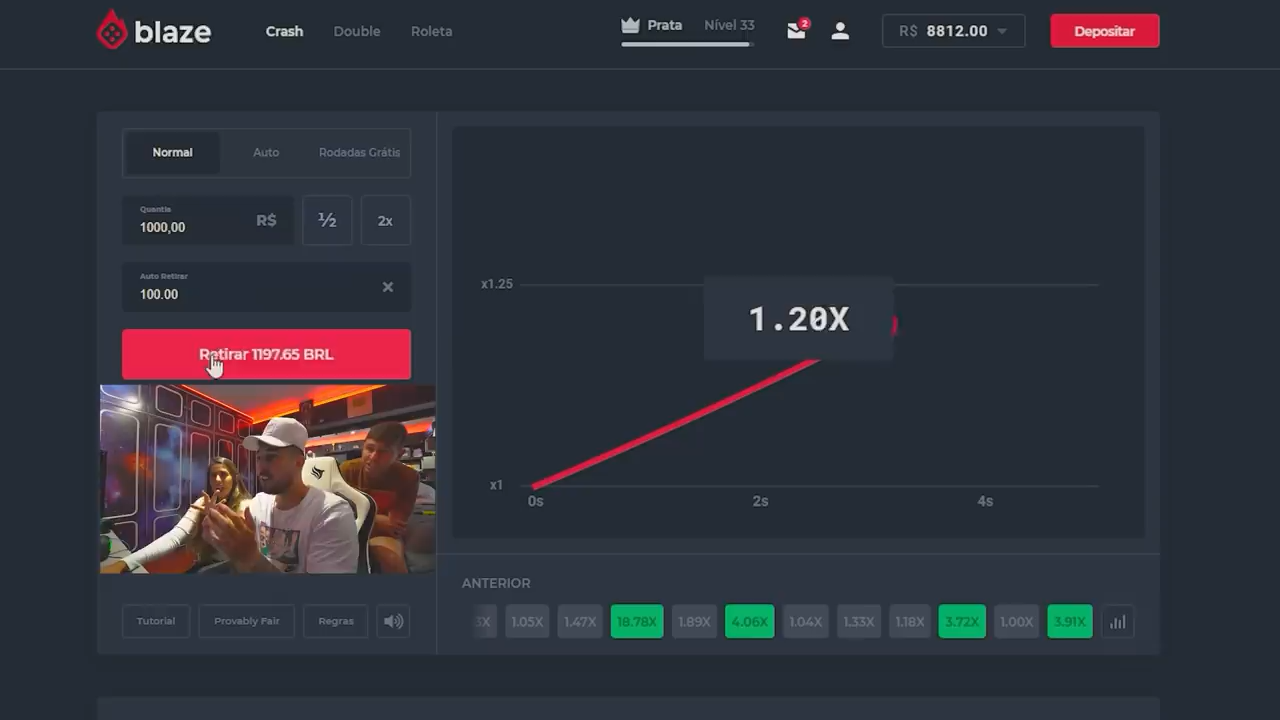 blaze
Crash
Double
Roleta
Prata
Nível 33
2
R$ 8812.00
Depositar
Normal
Auto
Rodadas Grátis
Quantia
1000,00
R$
½
2x
Auto Retirar
100.00
Retirar 1197.65 BRL
x1.25
1.20X
x1
0s
2s
4s
ANTERIOR
3X
1.05X
1.47X
18.78X
1.89X
4.06X
1.04X
1.33X
1.18X
3.72X
1.00X
3.91X
Tutorial
Provably Fair
Regras